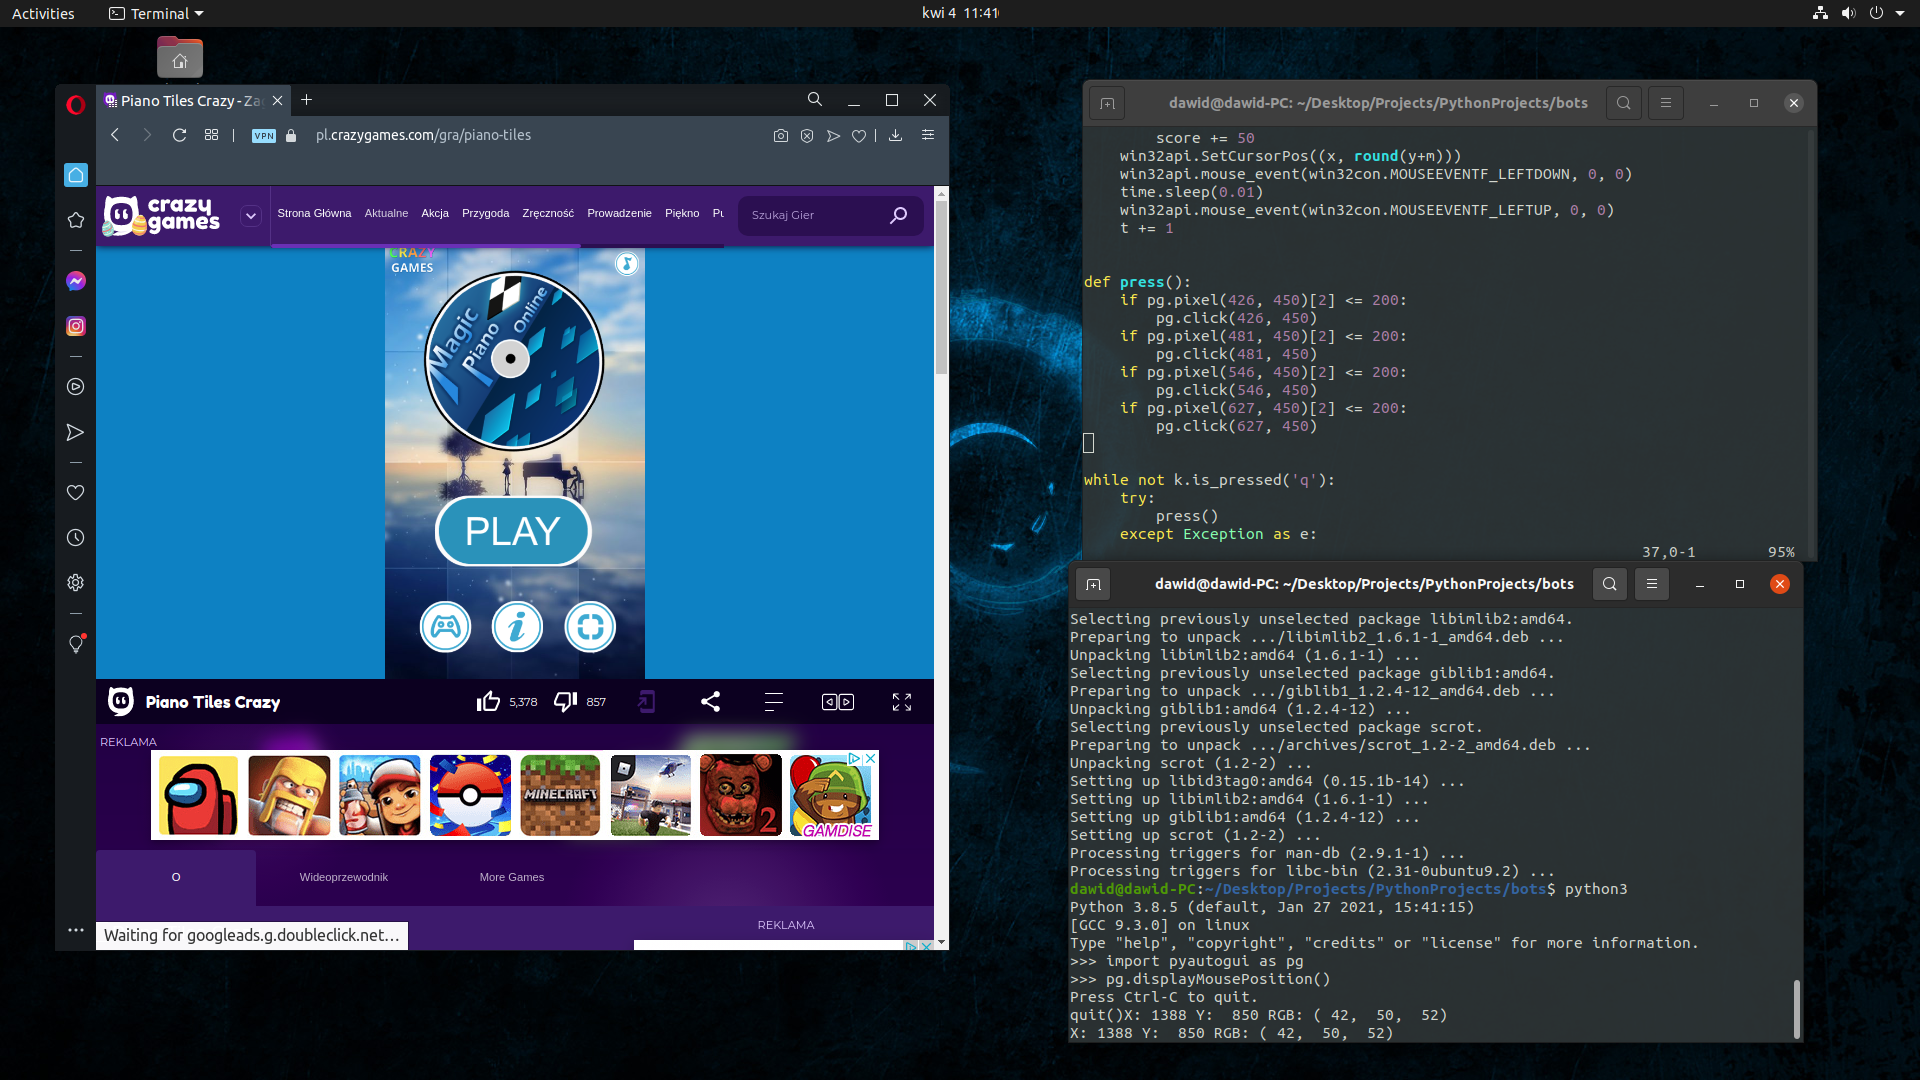 Activities
Terminal
kwi 4 11:41
Piano Tiles Crazy - Za
VPN
pl.crazygames.com/gra/piano-tiles
crazy
games
Strona Główna Aktualne Akcja Przygoda Zręczność Prowadzenie Piękno Pu
Szukaj Gier
CRAZY
GAMES
Magic
Piano
Online
PLAY
i
Piano Tiles Crazy
5,378
857
REKLAMA
MINECRAFT
2
GAMDISE
O
Wideoprzewodnik
More Games
REKLAMA
Waiting for googleads.g.doubleclick.net...
dawid@dawid-PC: ~/Desktop/Projects/PythonProjects/bots
        score += 50
    win32api.SetCursorPos((x, round(y+m)))
    win32api.mouse_event(win32con.MOUSEEVENTF_LEFTDOWN, 0, 0)
    time.sleep(0.01)
    win32api.mouse_event(win32con.MOUSEEVENTF_LEFTUP, 0, 0)
    t += 1
def press():
    if pg.pixel(426, 450)[2] <= 200:
        pg.click(426, 450)
    if pg.pixel(481, 450)[2] <= 200:
        pg.click(481, 450)
    if pg.pixel(546, 450)[2] <= 200:
        pg.click(546, 450)
    if pg.pixel(627, 450)[2] <= 200:
        pg.click(627, 450)
while not k.is_pressed('q'):
    try:
        press()
    except Exception as e:
37,0-1 95%
dawid@dawid-PC: ~/Desktop/Projects/PythonProjects/bots
Selecting previously unselected package libimlib2:amd64.
Preparing to unpack .../libimlib2_1.6.1-1_amd64.deb ...
Unpacking libimlib2:amd64 (1.6.1-1) ...
Selecting previously unselected package giblib1:amd64.
Preparing to unpack .../giblib1_1.2.4-12_amd64.deb ...
Unpacking giblib1:amd64 (1.2.4-12) ...
Selecting previously unselected package scrot.
Preparing to unpack .../archives/scrot_1.2-2_amd64.deb ...
Unpacking scrot (1.2-2) ...
Setting up libid3tag0:amd64 (0.15.1b-14) ...
Setting up libimlib2:amd64 (1.6.1-1) ...
Setting up giblib1:amd64 (1.2.4-12) ...
Setting up scrot (1.2-2) ...
Processing triggers for man-db (2.9.1-1) ...
Processing triggers for libc-bin (2.31-0ubuntu9.2) ...
dawid@dawid-PC:~/Desktop/Projects/PythonProjects/bots$ python3
Python 3.8.5 (default, Jan 27 2021, 15:41:15)
[GCC 9.3.0] on linux
Type "help", "copyright", "credits" or "license" for more information.
>>> import pyautogui as pg
>>> pg.displayMousePosition()
Press Ctrl-C to quit.
quit()X: 1388 Y:  850 RGB: ( 42,  50,  52)
X: 1388 Y:  850 RGB: ( 42,  50,  52)